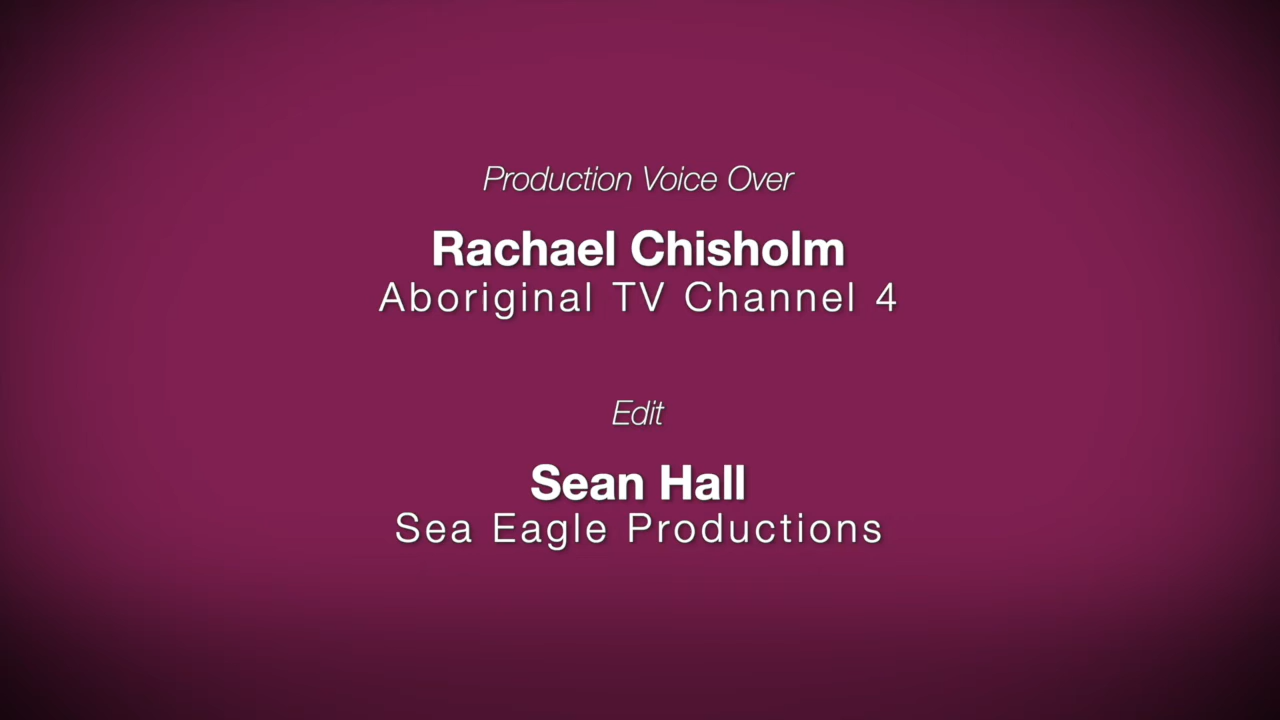 Production Voice Over
Rachael Chisholm
Aboriginal TV Channel 4
Edit
Sean Hall
Sea Eagle Productions